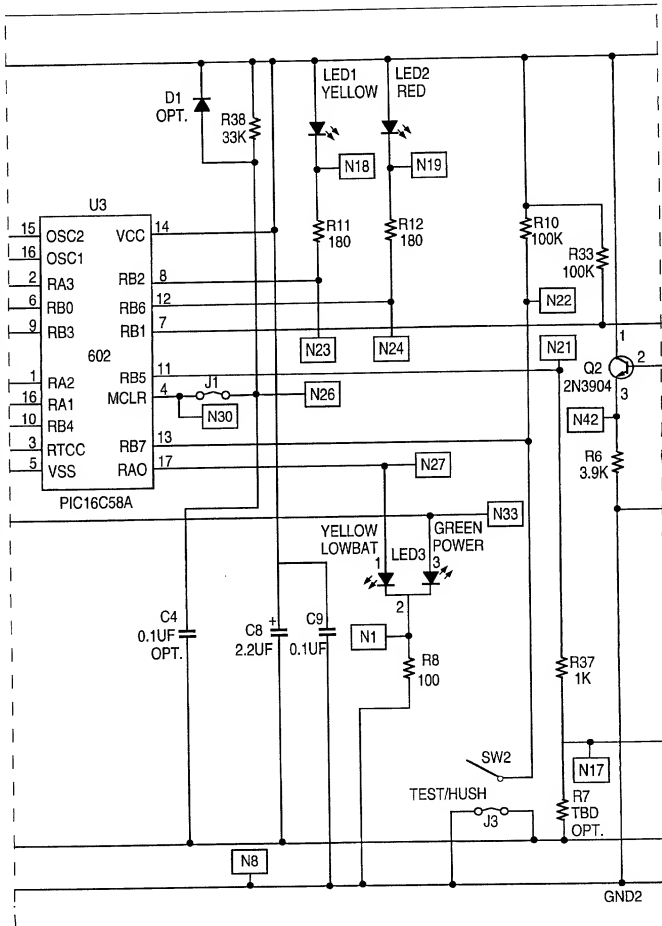 D1
OPT.
R38
33K
LED1
YELLOW
LED2
RED
N18
N19
R11
180
R12
180
R10
100K
R33
100K
U3
15 OSC2 VCC 14
16 OSC1
2 RA3 RB2 8
6 RB0 RB6 12
9 RB3 RB1 7
602
1 RA2 RB5 11
16 RA1 MCLR 4
10 RB4
3 RTCC RB7 13
5 VSS RAO 17
PIC16C58A
J1
N30
N26
N23
N24
N22
N21
1
Q2 2
2N3904
3
N42
R6
3.9K
N27
N33
YELLOW
LOWBAT
GREEN
POWER
LED3
1
3
2
N1
R8
100
C4
0.1UF
OPT.
+
C8
2.2UF
C9
0.1UF
R37
1K
N17
SW2
TEST/HUSH
J3
R7
TBD
OPT.
N8
GND2